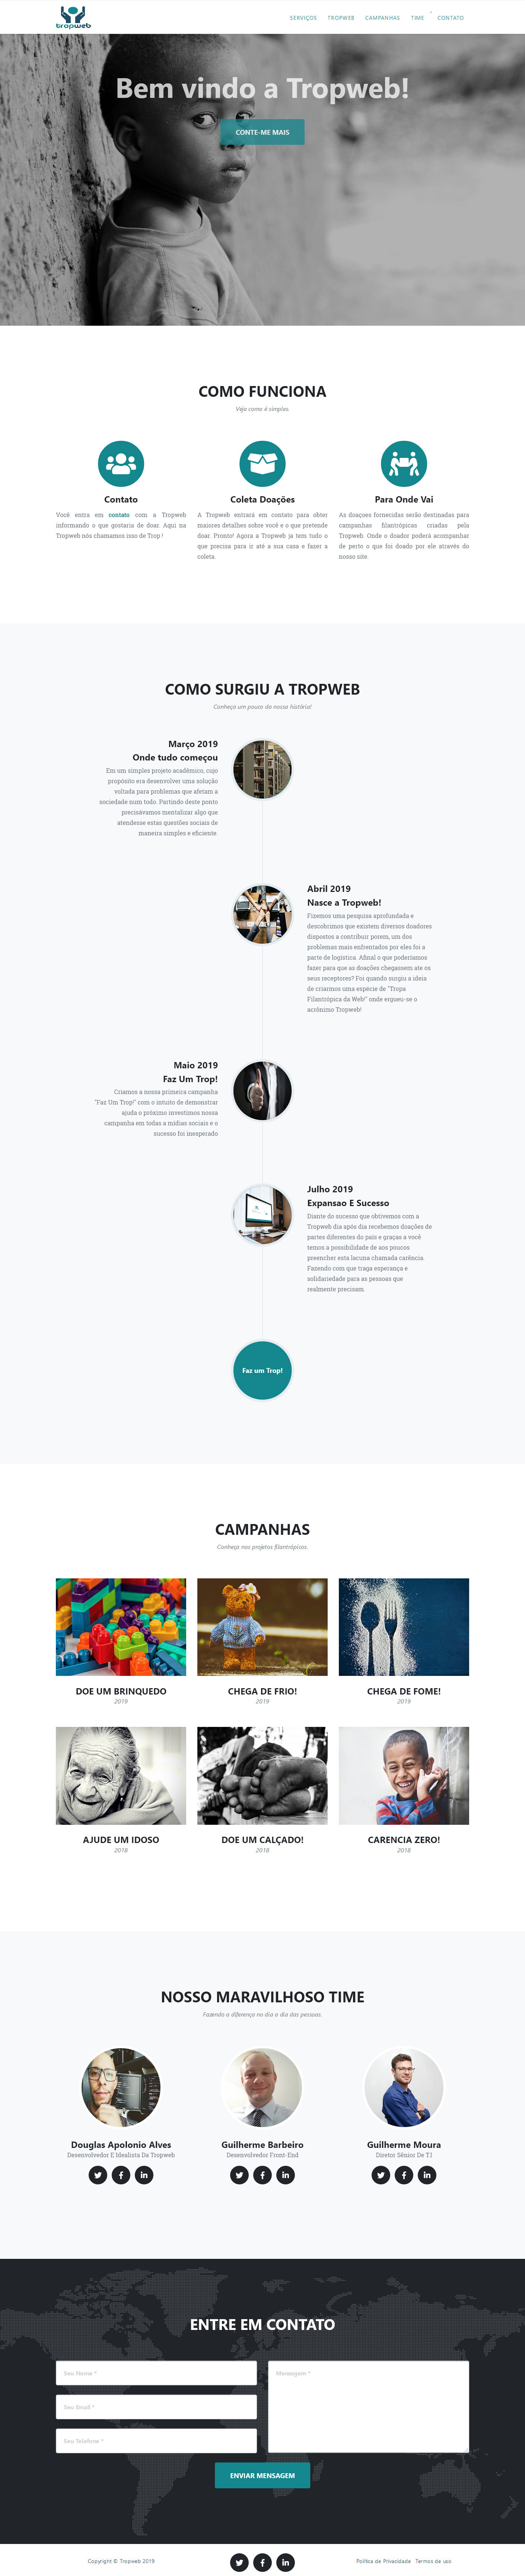 tropweb
SERVIÇOS
TROPWEB
CAMPANHAS
TIME
CONTATO
Bem vindo a Tropweb!
CONTE-ME MAIS
COMO FUNCIONA
Veja como é simples.
Contato
Você entra em contato com a Tropweb
informando o que gostaria de doar. Aqui na
Tropweb nós chamamos isso de Trop !
Coleta Doações
A Tropweb entrará em contato para obter
maiores detalhes sobre você e o que pretende
doar. Pronto! Agora a Tropweb ja tem tudo o
que precisa para ir até a sua casa e fazer a
coleta.
Para Onde Vai
As doaçoes fornecidas serão destinadas para
campanhas filantrópicas criadas pela
Tropweb. Onde o doador poderá acompanhar
de perto o que foi doado por ele através do
nosso site.
COMO SURGIU A TROPWEB
Conheça um pouco da nossa história!
Março 2019
Onde tudo começou
Em um simples projeto acadêmico, cujo
propósito era desenvolver uma solução
voltada para problemas que afetam a
sociedade num todo. Partindo deste ponto
precisávamos mentalizar algo que
atendesse estas questões sociais de
maneira simples e eficiente.
Abril 2019
Nasce a Tropweb!
Fizemos uma pesquisa aprofundada e
descobrimos que existem diversos doadores
dispostos a contribuir porem, um dos
problemas mais enfrentados por eles foi a
parte de logística. Afinal o que poderíamos
fazer para que as doações chegassem ate os
seus receptores? Foi quando surgiu a ideia
de criarmos uma espécie de "Tropa
Filantrópica da Web!" onde ergueu-se o
acrônimo Tropweb!
Maio 2019
Faz Um Trop!
Criamos a nossa primeira campanha
"Faz Um Trop!" com o intuito de demonstrar
ajuda o próximo investimos nossa
campanha em todas a mídias sociais e o
sucesso foi inesperado
Julho 2019
Expansao E Sucesso
Diante do sucesso que obtivemos com a
Tropweb dia após dia recebemos doações de
partes diferentes do país e graças a você
temos a possibilidade de aos poucos
preencher esta lacuna chamada carência.
Fazendo com que traga esperança e
solidariedade para as pessoas que
realmente precisam.
Faz um Trop!
CAMPANHAS
Conheça nos projetos filantrópicos.
DOE UM BRINQUEDO
2019
CHEGA DE FRIO!
2019
CHEGA DE FOME!
2019
AJUDE UM IDOSO
2018
DOE UM CALÇADO!
2018
CARENCIA ZERO!
2018
NOSSO MARAVILHOSO TIME
Fazendo a diferença no dia a dia das pessoas.
Douglas Apolonio Alves
Desenvolvedor E Idealista Da Tropweb
Guilherme Barbeiro
Desenvolvedor Front-End
Guilherme Moura
Diretor Sênior De T.I
ENTRE EM CONTATO
Seu Nome *
Seu Email *
Seu Telefone *
Mensagem *
ENVIAR MENSAGEM
Copyright © Tropweb 2019
Política de Privacidade
Termos de uso